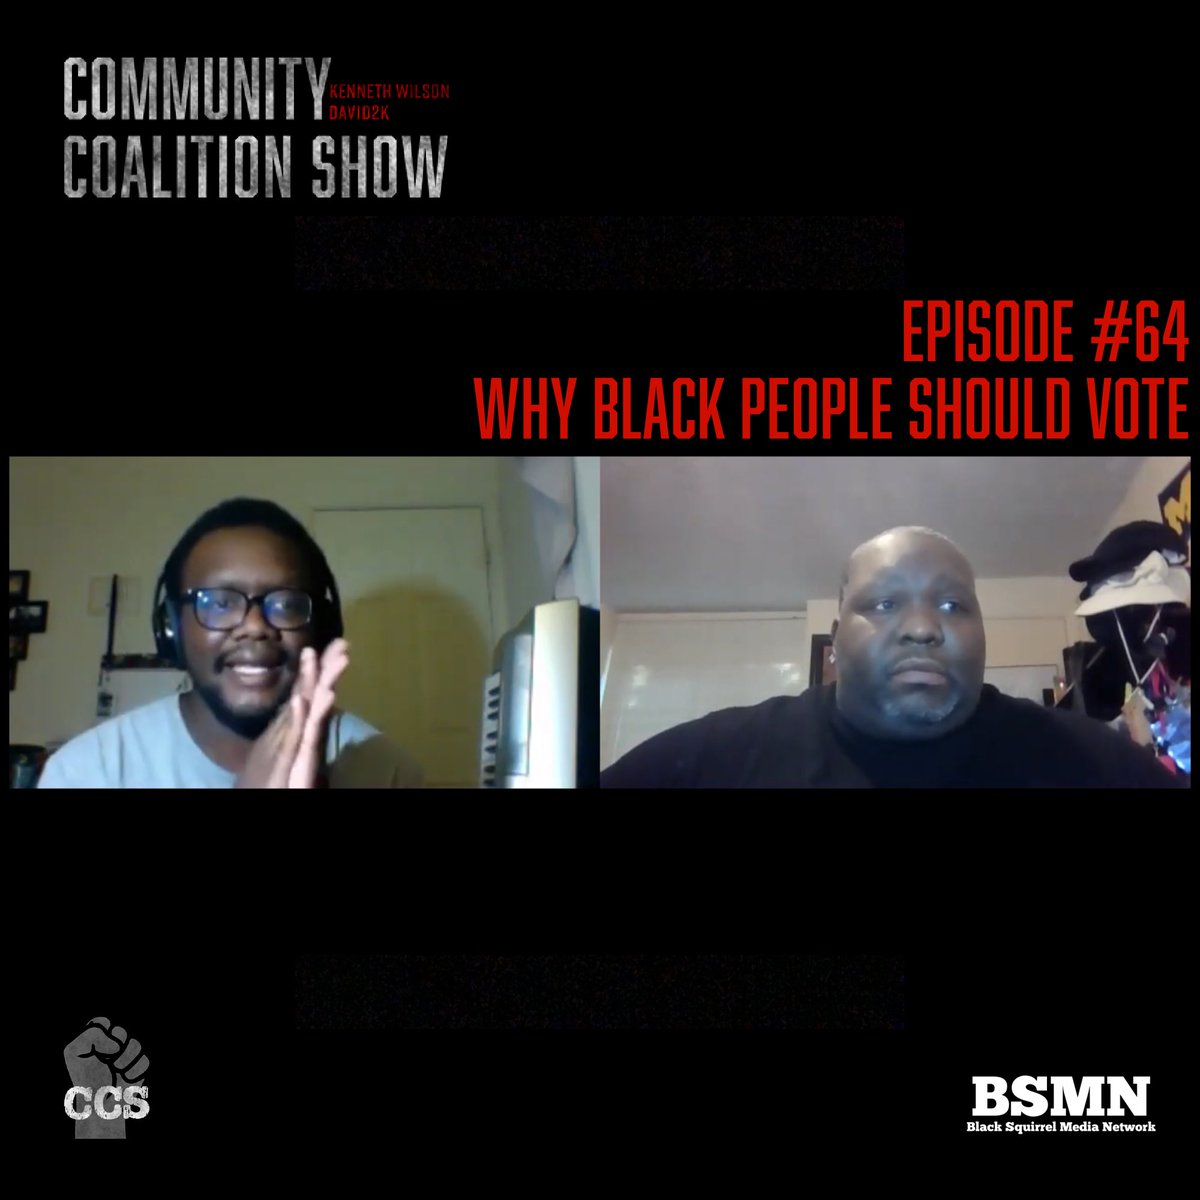 COMMUNITY
KENNETH WILSON
DAVID2K
COALITION SHOW
EPISODE #64
WHY BLACK PEOPLE SHOULD VOTE
CCS
BSMN
Black Squirrel Media Network